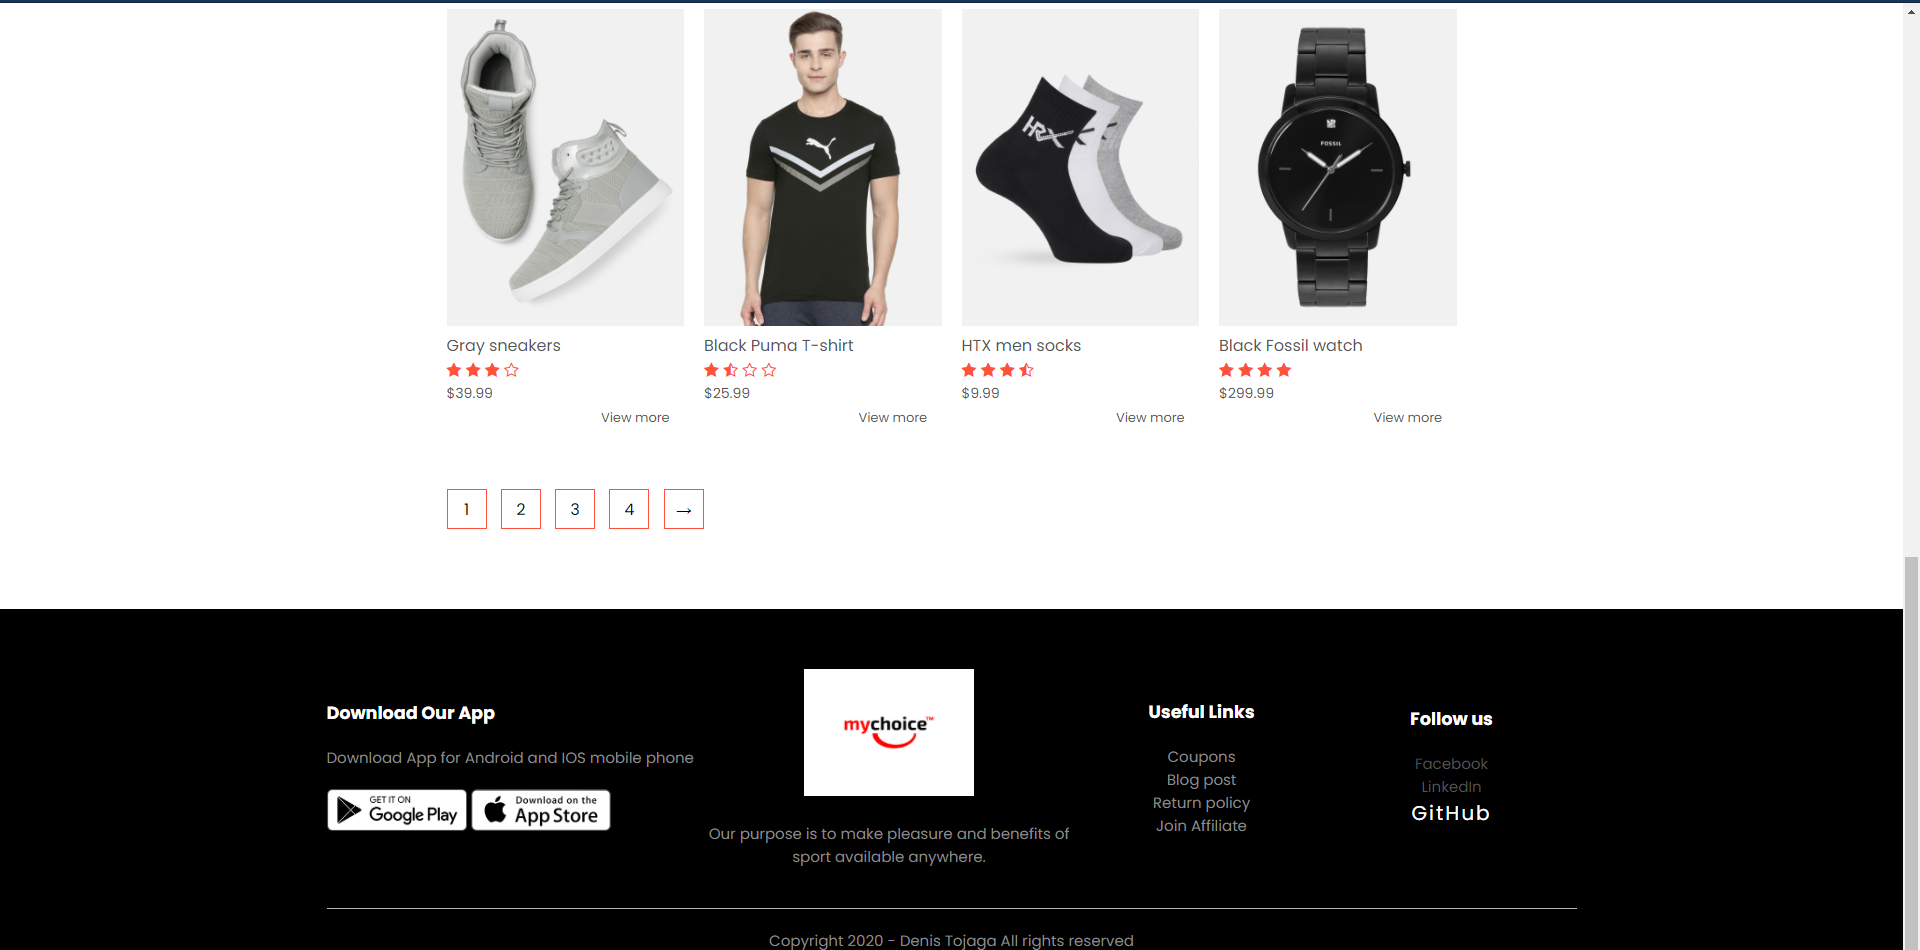 HRX
FOSSIL
Gray sneakers
Black Puma T-shirt
HTX men socks
Black Fossil watch
$39.99
$25.99
$9.99
$299.99
View more
View more
View more
View more
1
2
3
4
→
Download Our App
Download App for Android and IOS mobile phone
GET IT ON
Google Play
Download on the
App Store
mychoice™
Our purpose is to make pleasure and benefits of
sport available anywhere.
Useful Links
Coupons
Blog post
Return policy
Join Affiliate
Follow us
Facebook
LinkedIn
GitHub
Copyright 2020 - Denis Tojaga All rights reserved